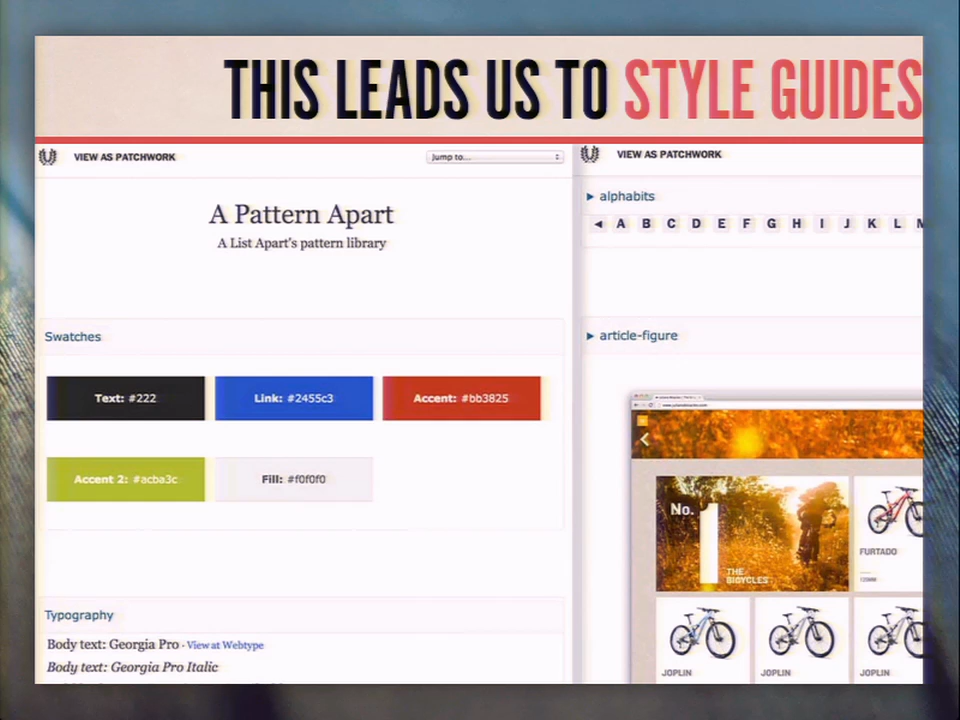 THIS LEADS US TO STYLE GUIDES
VIEW AS PATCHWORK
Jump to...
A Pattern Apart
A List Apart's pattern library
Swatches
Text: #222
Link: #2455c3
Accent: #bb3825
Accent 2: #acba3c
Fill: #f0f0f0
Typography
Body text: Georgia Pro · View at Webtype
Body text: Georgia Pro Italic
VIEW AS PATCHWORK
► alphabits
◄ A B C D E F G H I J K L M
► article-figure
No.
1
THE
BICYCLES
FURTADO
JOPLIN
JOPLIN
JOPLIN